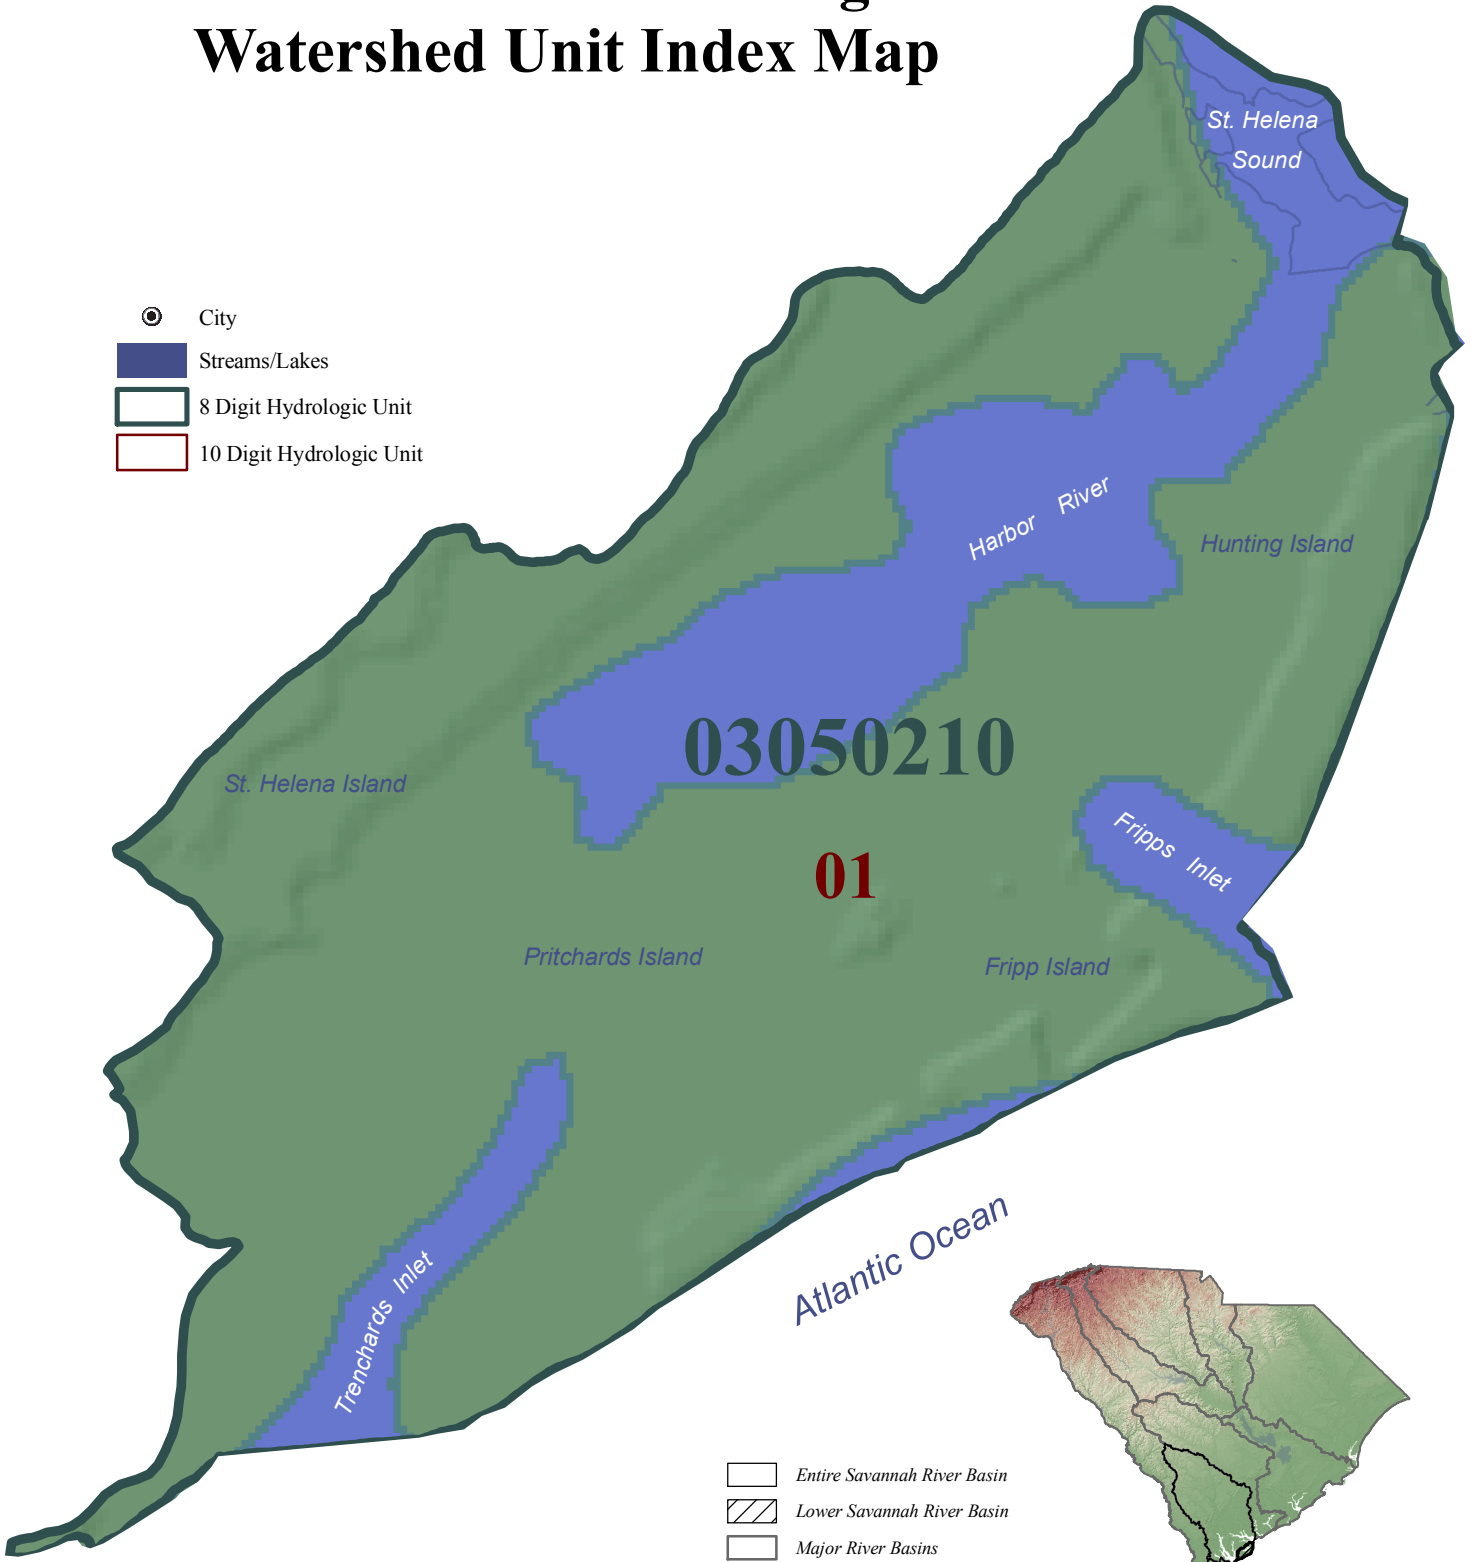 Watershed Unit Index Map
St. Helena
Sound
City
Streams/Lakes
8 Digit Hydrologic Unit
10 Digit Hydrologic Unit
Harbor River
Hunting Island
03050210
St. Helena Island
Fripps Inlet
01
Pritchards Island
Fripp Island
Atlantic Ocean
Trenchards Inlet
Entire Savannah River Basin
Lower Savannah River Basin
Major River Basins